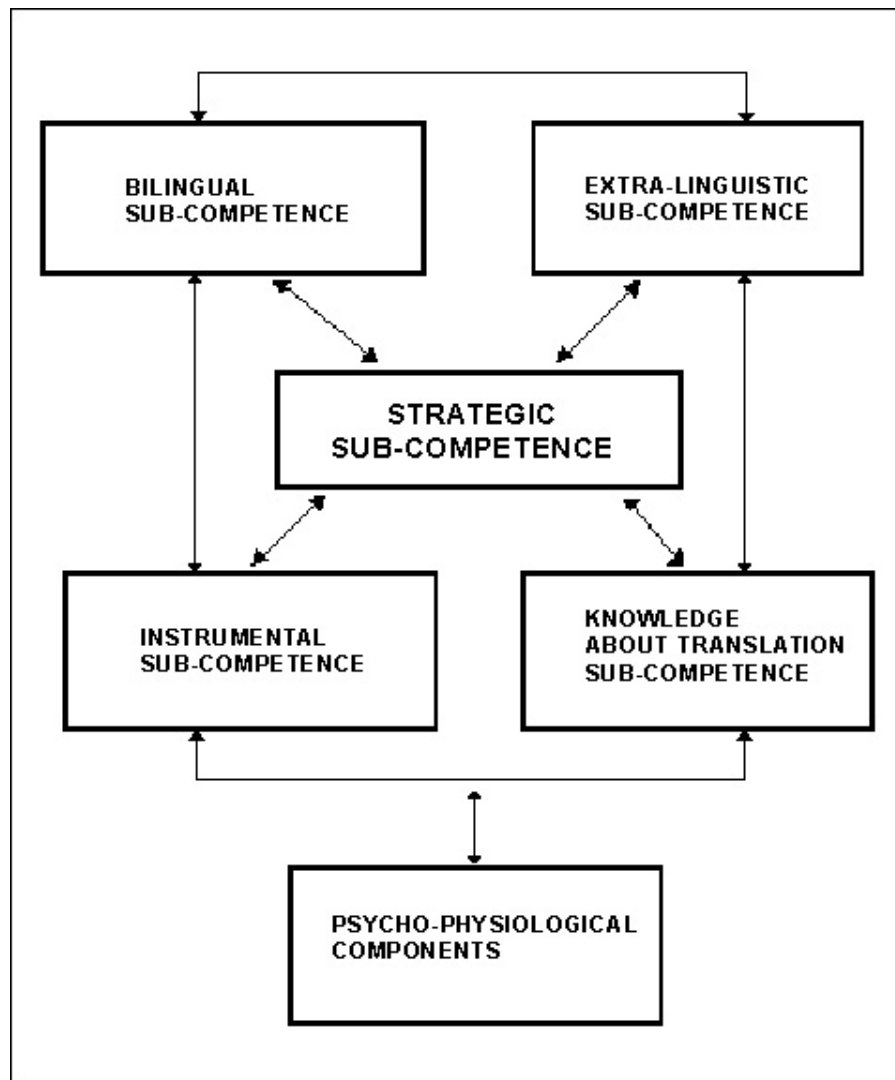 BILINGUAL
SUB-COMPETENCE
EXTRA-LINGUISTIC
SUB-COMPETENCE
STRATEGIC
SUB-COMPETENCE
INSTRUMENTAL
SUB-COMPETENCE
KNOWLEDGE
ABOUT TRANSLATION
SUB-COMPETENCE
PSYCHO-PHYSIOLOGICAL
COMPONENTS